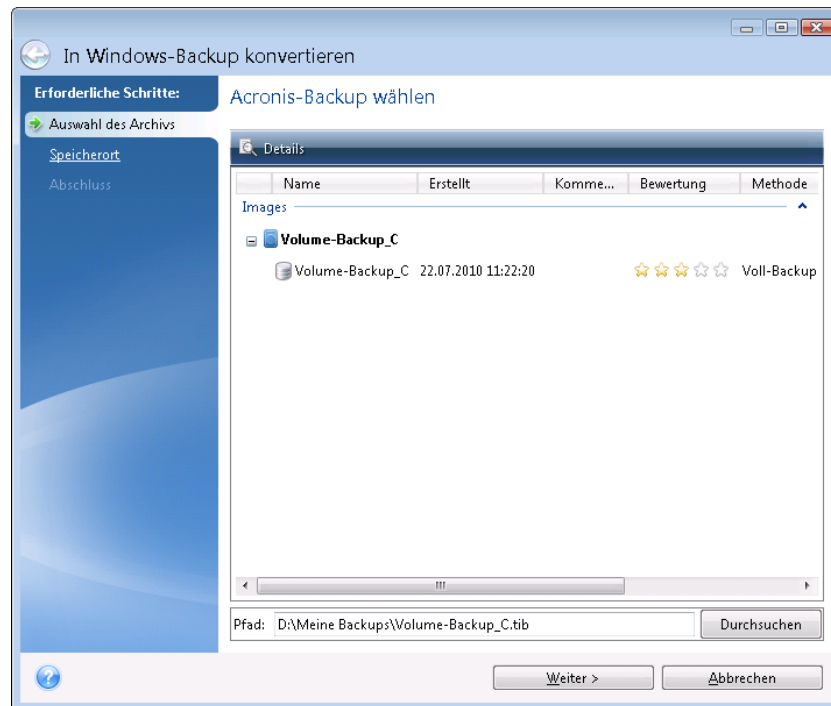 In Windows-Backup konvertieren
Erforderliche Schritte:
Auswahl des Archivs
Speicherort
Abschluss
Acronis-Backup wählen
Details
Name Erstellt Komme... Bewertung Methode
Images
Volume-Backup_C
Volume-Backup_C 22.07.2010 11:22:20 Voll-Backup
Pfad: D:\Meine Backups\Volume-Backup_C.tib Durchsuchen
Weiter > Abbrechen